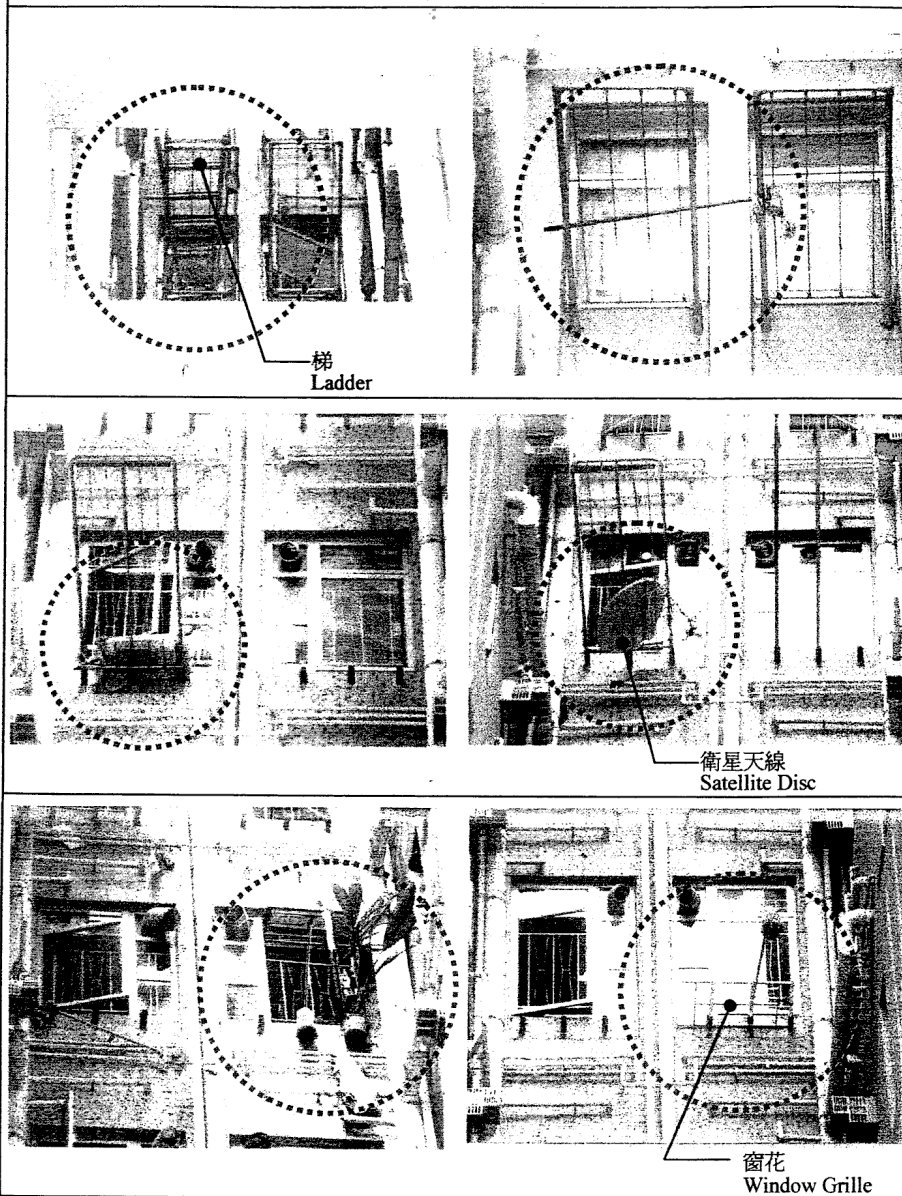 梯
Ladder
衛星天線
Satellite Disc
窗花
Window Grille